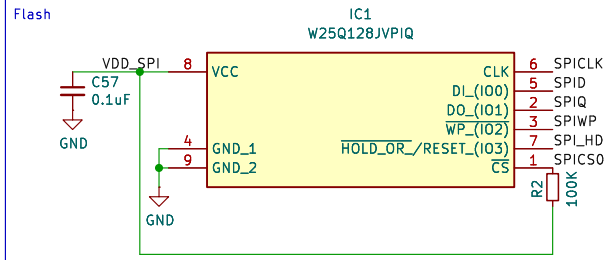 Flash
IC1
W25Q128JVPIQ
VDD_SPI
8
VCC
CLK
6
SPICLK
C57
0.1uF
DI_(IO0)
5
SPID
DO_(IO1)
2
SPIQ
WP_(IO2)
3
SPIWP
GND
4
GND_1
HOLD_OR_/RESET_(IO3)
7
SPI_HD
9
GND_2
CS
1
SPICS0
R2
100K
GND